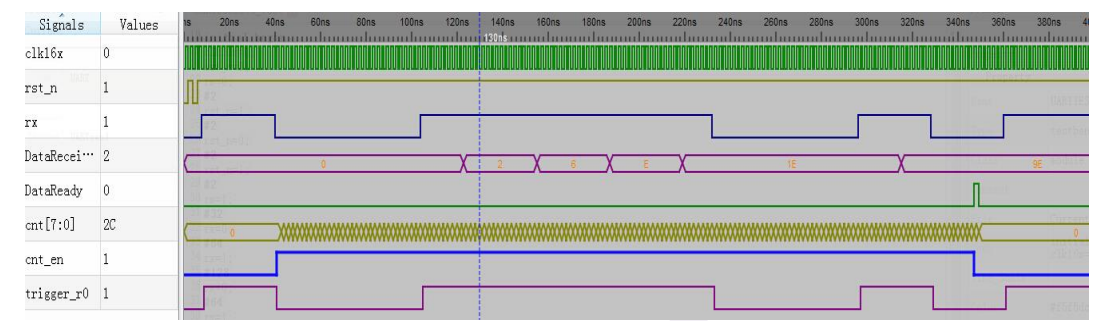 Signals Values ns 20ns 40ns 60ns 80ns 100ns 120ns 140ns 160ns 180ns 200ns 220ns 240ns 260ns 280ns 300ns 320ns 340ns 360ns 380ns 4
130ns
clk16x 0
rst_n 1
rx 1
DataRecei··· 2 0 2 6 E 1E 9E
DataReady 0
cnt[7:0] 2C 0 0
cnt_en 1
trigger_r0 1